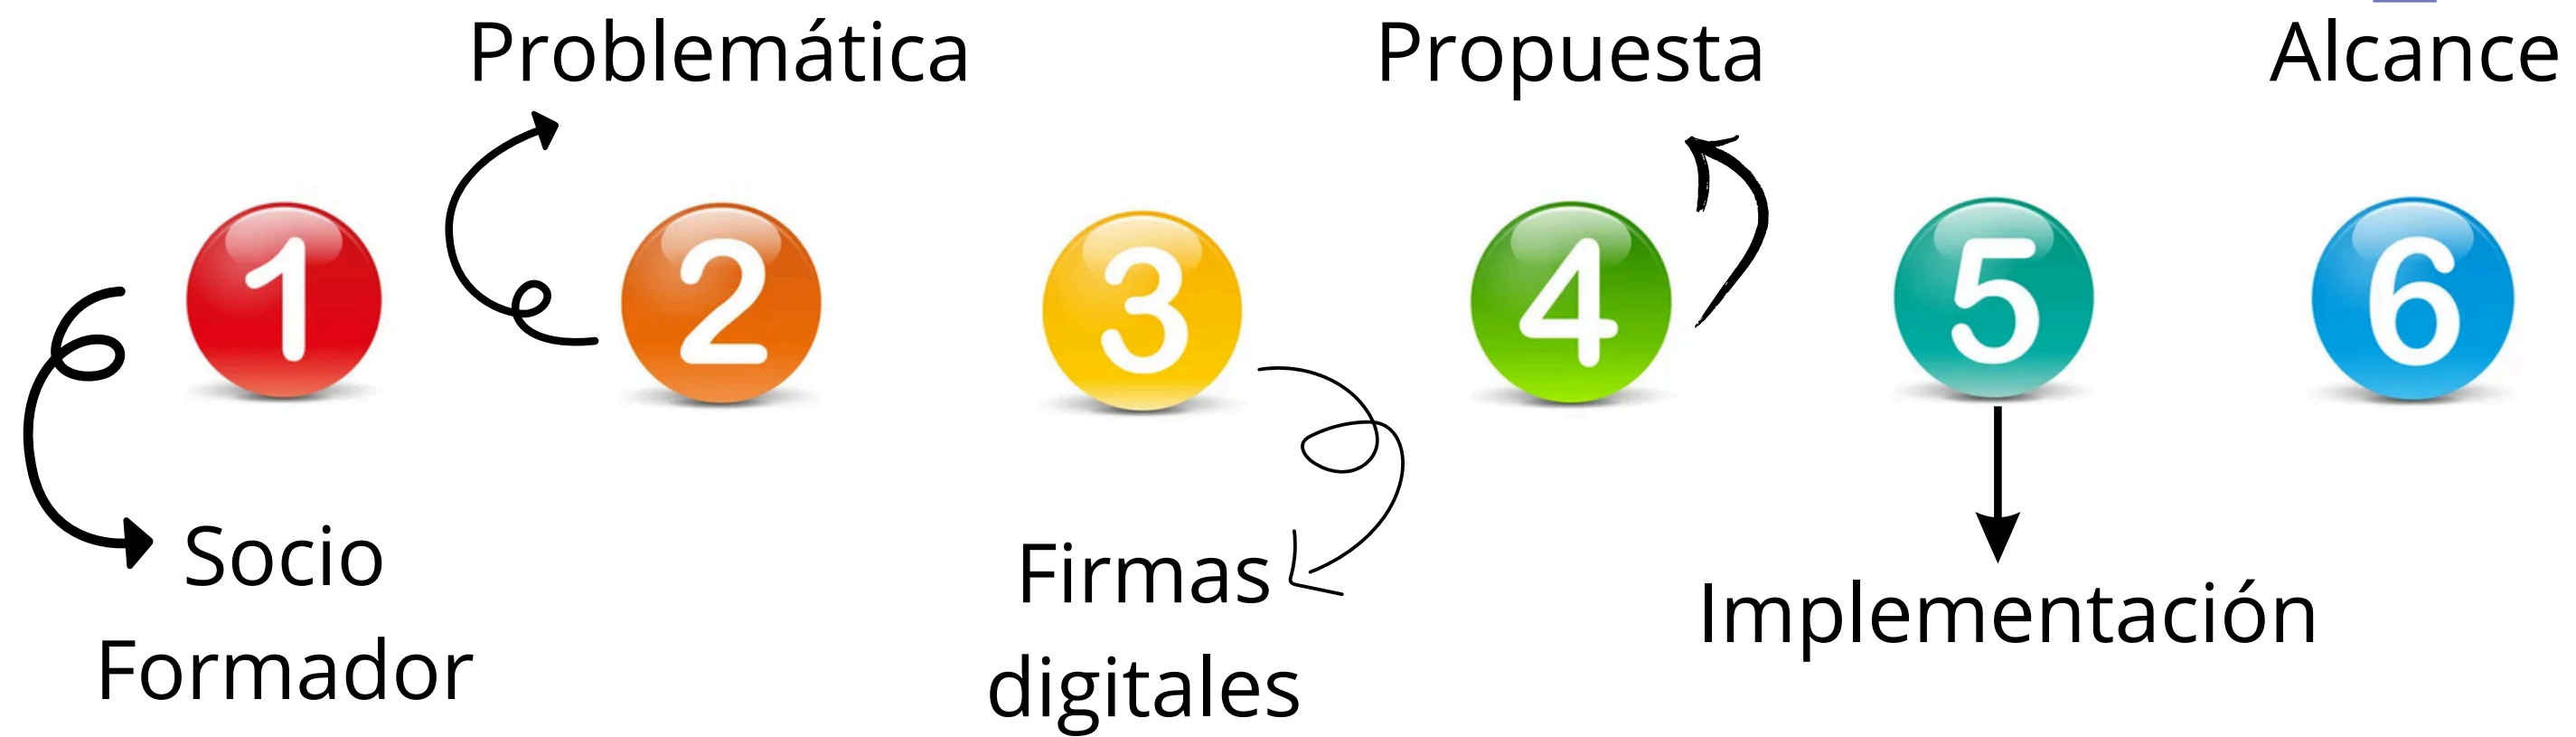 Problemática
Propuesta
Alcance
1
2
3
4
5
6
Socio
Formador
Firmas
digitales
Implementación